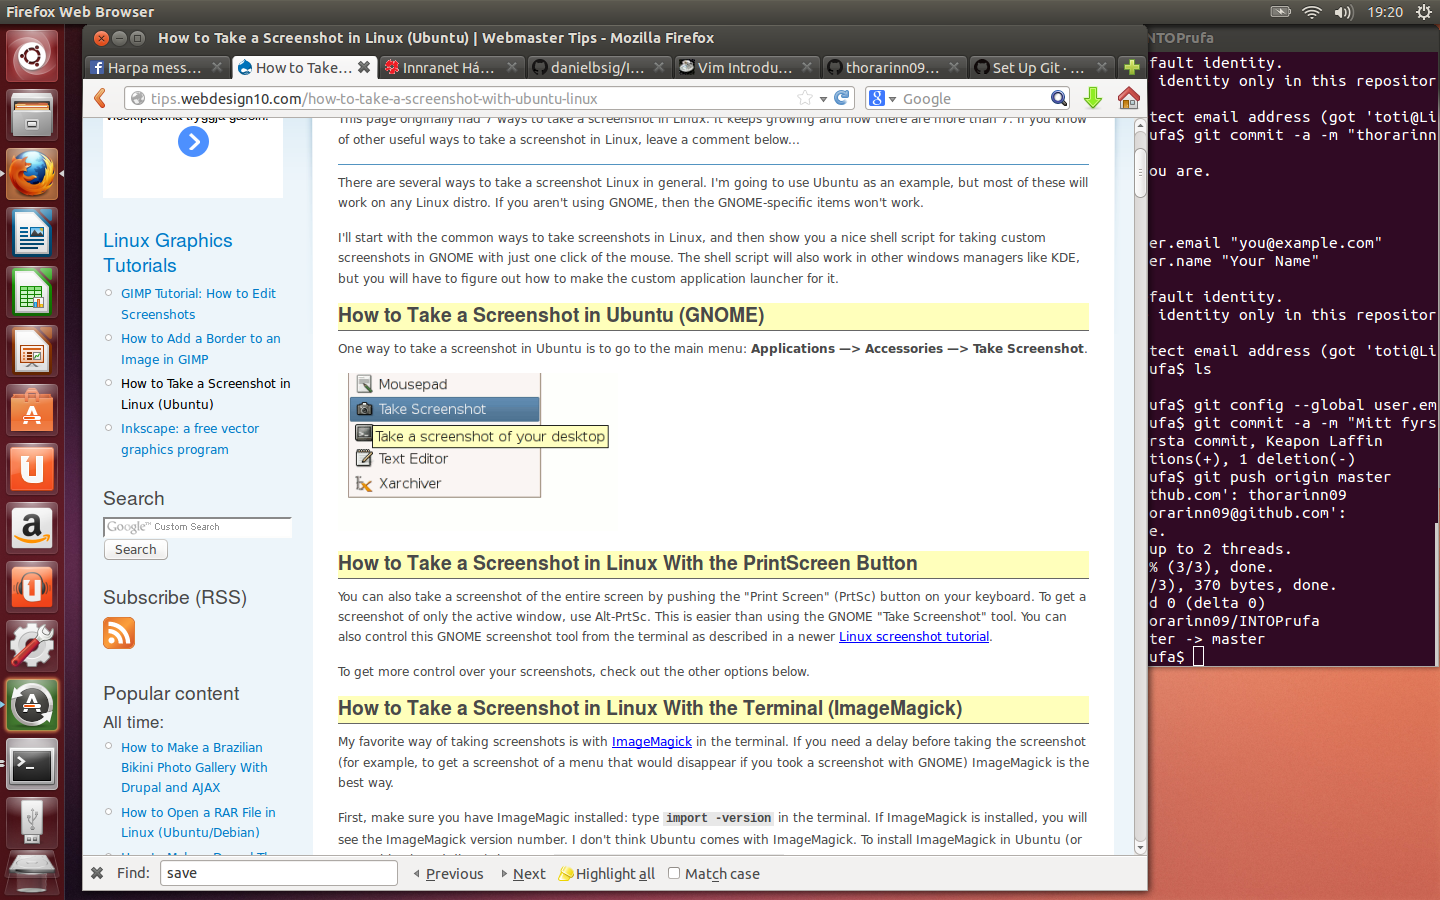 Firefox Web Browser
19:20
How to Take a Screenshot in Linux (Ubuntu) | Webmaster Tips - Mozilla Firefox
INTOPrufa
Harpa mess...
How to Take...
Innranet Há...
danielbsig/I...
Vim Introdu...
thorarinn09...
Set Up Git · ...
tips.webdesign10.com/how-to-take-a-screenshot-with-ubuntu-linux
Google
This page originally had 7 ways to take a screenshot in Linux. It keeps growing and now there are more than 7. If you know
of other useful ways to take a screenshot in Linux, leave a comment below...
There are several ways to take a screenshot Linux in general. I'm going to use Ubuntu as an example, but most of these will
work on any Linux distro. If you aren't using GNOME, then the GNOME-specific items won't work.
I'll start with the common ways to take screenshots in Linux, and then show you a nice shell script for taking custom
screenshots in GNOME with just one click of the mouse. The shell script will also work in other windows managers like KDE,
but you will have to figure out how to make the custom application launcher for it.
How to Take a Screenshot in Ubuntu (GNOME)
One way to take a screenshot in Ubuntu is to go to the main menu: Applications —> Accessories —> Take Screenshot.
Mousepad
Take Screenshot
Take a screenshot of your desktop
Text Editor
Xarchiver
How to Take a Screenshot in Linux With the PrintScreen Button
You can also take a screenshot of the entire screen by pushing the "Print Screen" (PrtSc) button on your keyboard. To get a
screenshot of only the active window, use Alt-PrtSc. This is easier than using the GNOME "Take Screenshot" tool. You can
also control this GNOME screenshot tool from the terminal as described in a newer Linux screenshot tutorial.
To get more control over your screenshots, check out the other options below.
How to Take a Screenshot in Linux With the Terminal (ImageMagick)
My favorite way of taking screenshots is with ImageMagick in the terminal. If you need a delay before taking the screenshot
(for example, to get a screenshot of a menu that would disappear if you took a screenshot with GNOME) ImageMagick is the
best way.
First, make sure you have ImageMagic installed: type import -version in the terminal. If ImageMagick is installed, you will
see the ImageMagick version number. I don't think Ubuntu comes with ImageMagick. To install ImageMagick in Ubuntu (or
Linux Graphics
Tutorials
GIMP Tutorial: How to Edit
Screenshots
How to Add a Border to an
Image in GIMP
How to Take a Screenshot in
Linux (Ubuntu)
Inkscape: a free vector
graphics program
Search
Google™ Custom Search
Search
Subscribe (RSS)
Popular content
All time:
How to Make a Brazilian
Bikini Photo Gallery With
Drupal and AJAX
How to Open a RAR File in
Linux (Ubuntu/Debian)
Find: save
Previous
Next
Highlight all
Match case
fault identity.
identity only in this repositor
tect email address (got 'toti@Li
ufa$ git commit -a -m "thorarinn
ou are.
er.email "you@example.com"
er.name "Your Name"
fault identity.
identity only in this repositor
tect email address (got 'toti@Li
ufa$ ls
ufa$ git config --global user.em
ufa$ git commit -a -m "Mitt fyrs
rsta commit, Keapon Laffin
tions(+), 1 deletion(-)
ufa$ git push origin master
thub.com': thorarinn09
orarinn09@github.com':
e.
up to 2 threads.
% (3/3), done.
/3), 370 bytes, done.
d 0 (delta 0)
orarinn09/INTOPrufa
ter -> master
ufa$